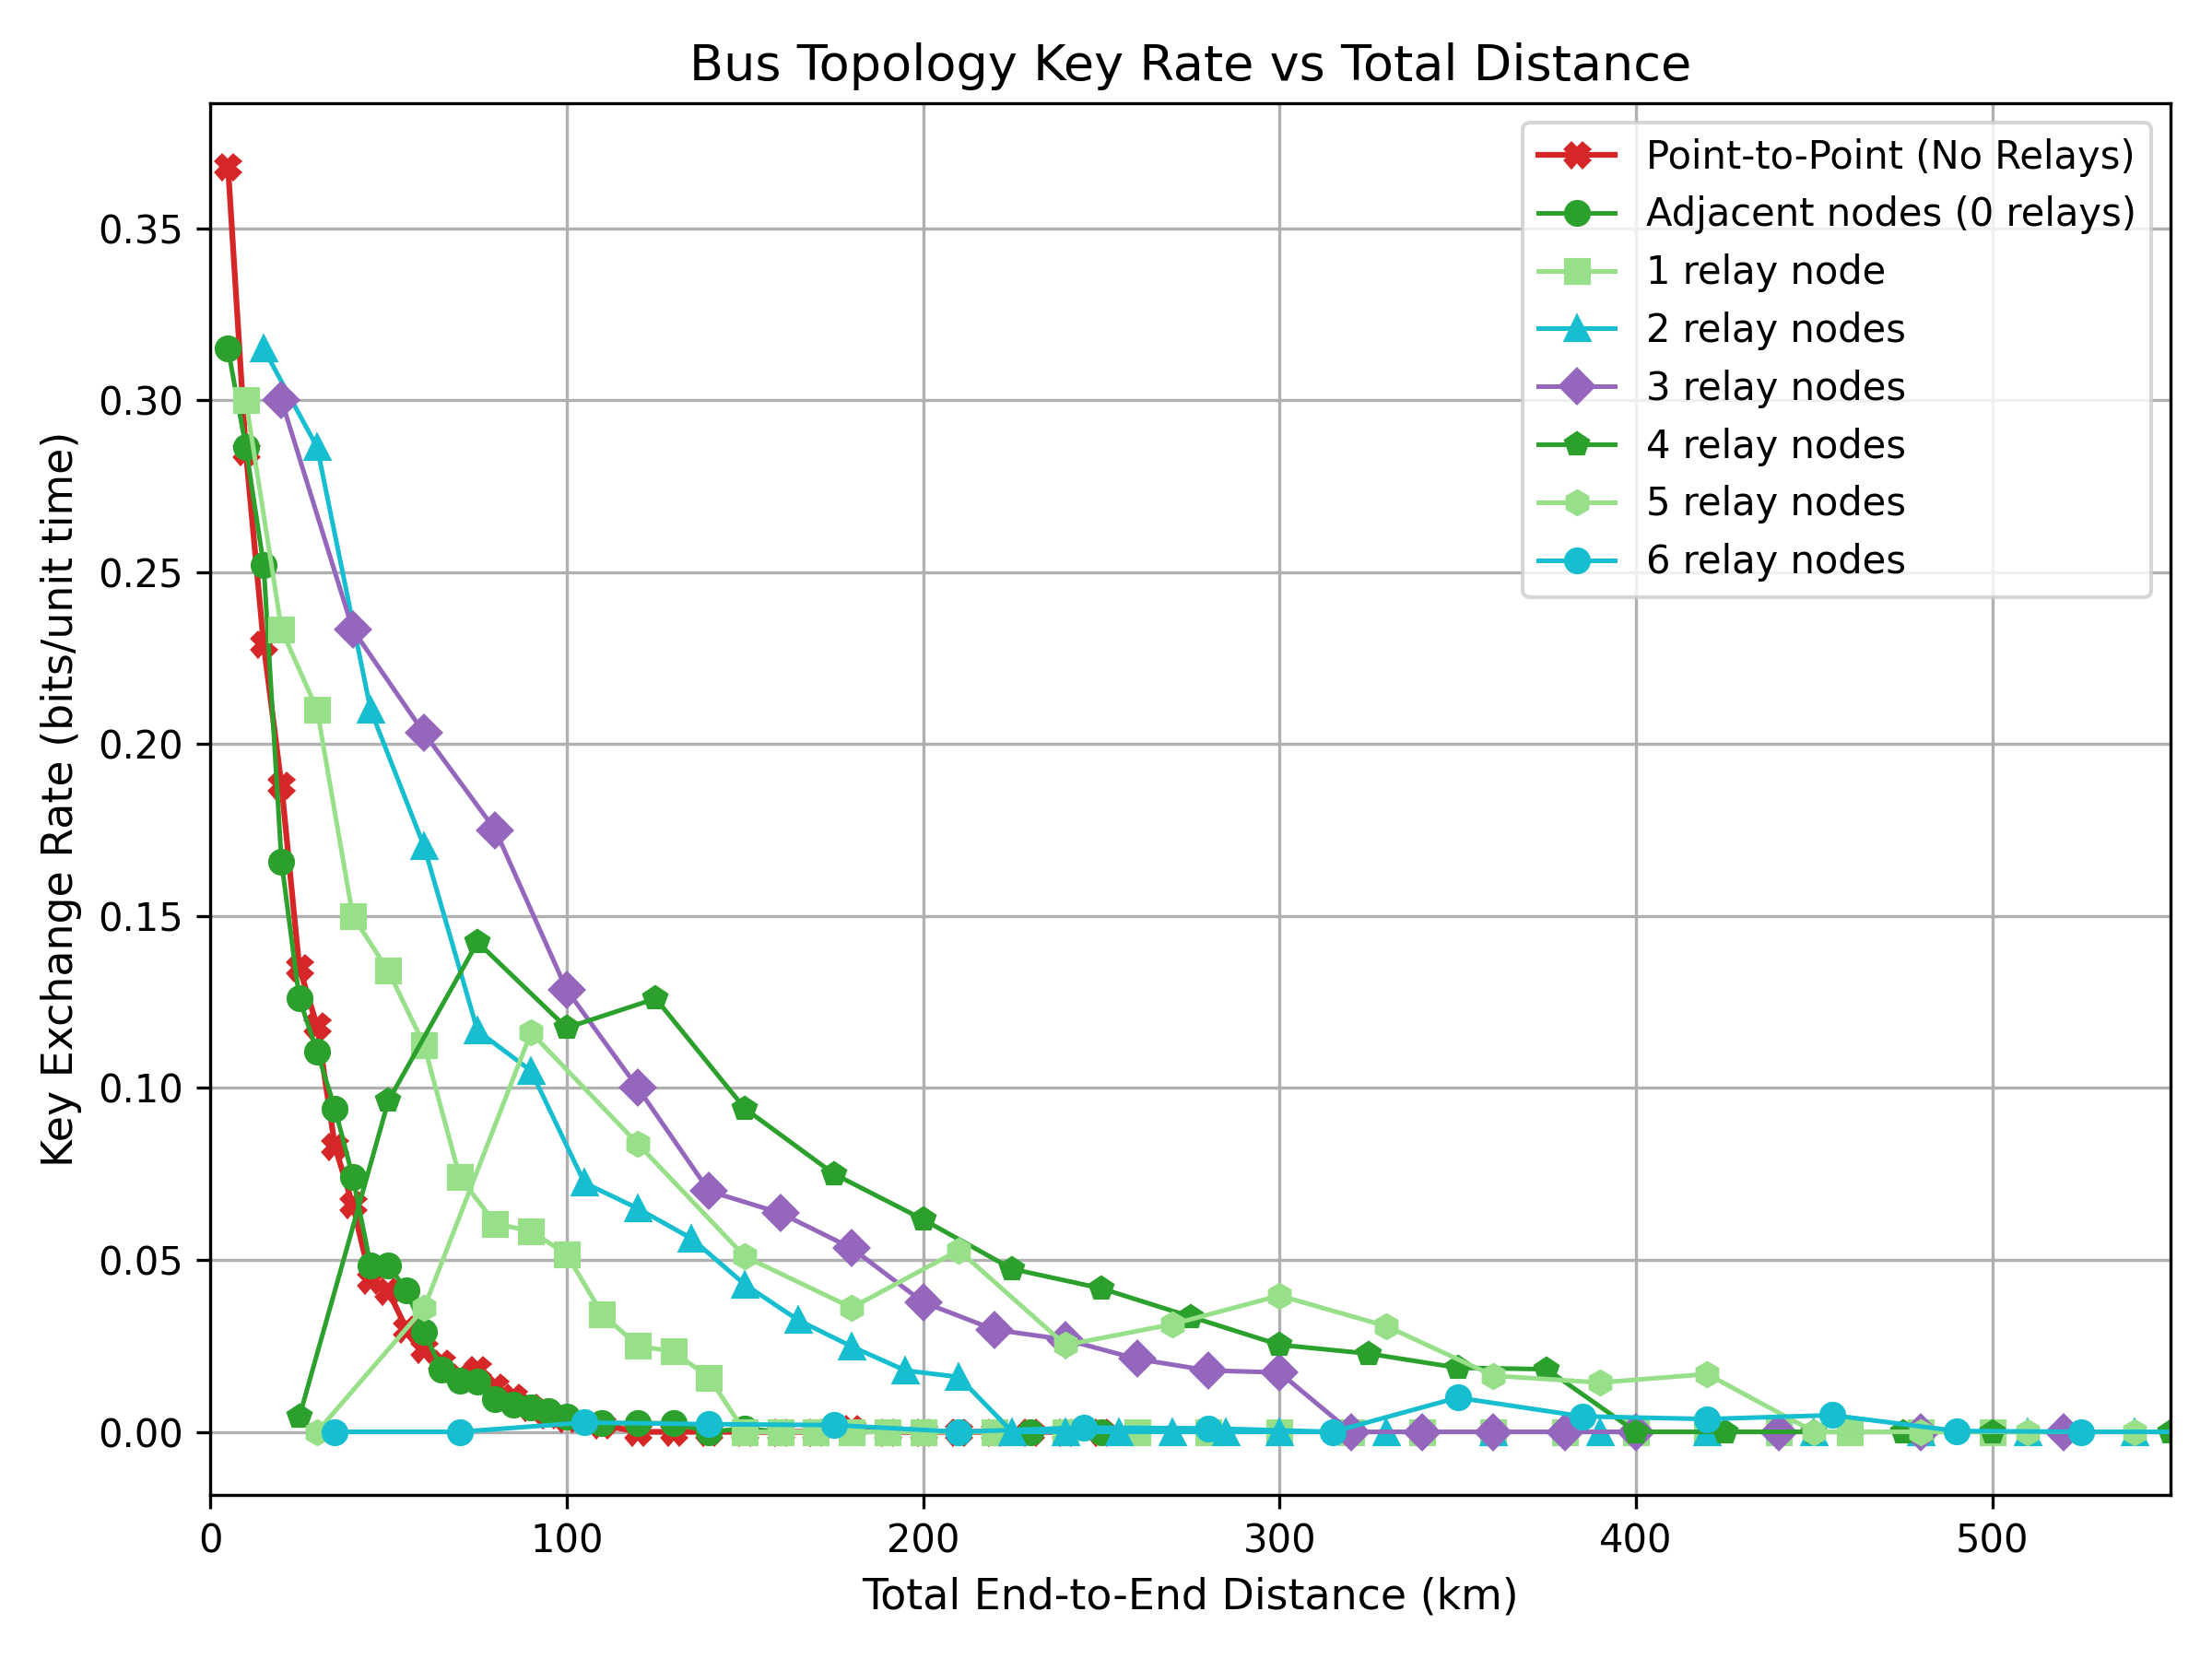 Bus Topology Key Rate vs Total Distance
Key Exchange Rate (bits/unit time)
0.35
0.30
0.25
0.20
0.15
0.10
0.05
0.00
Point-to-Point (No Relays)
Adjacent nodes (0 relays)
1 relay node
2 relay nodes
3 relay nodes
4 relay nodes
5 relay nodes
6 relay nodes
0 100 200 300 400 500
Total End-to-End Distance (km)